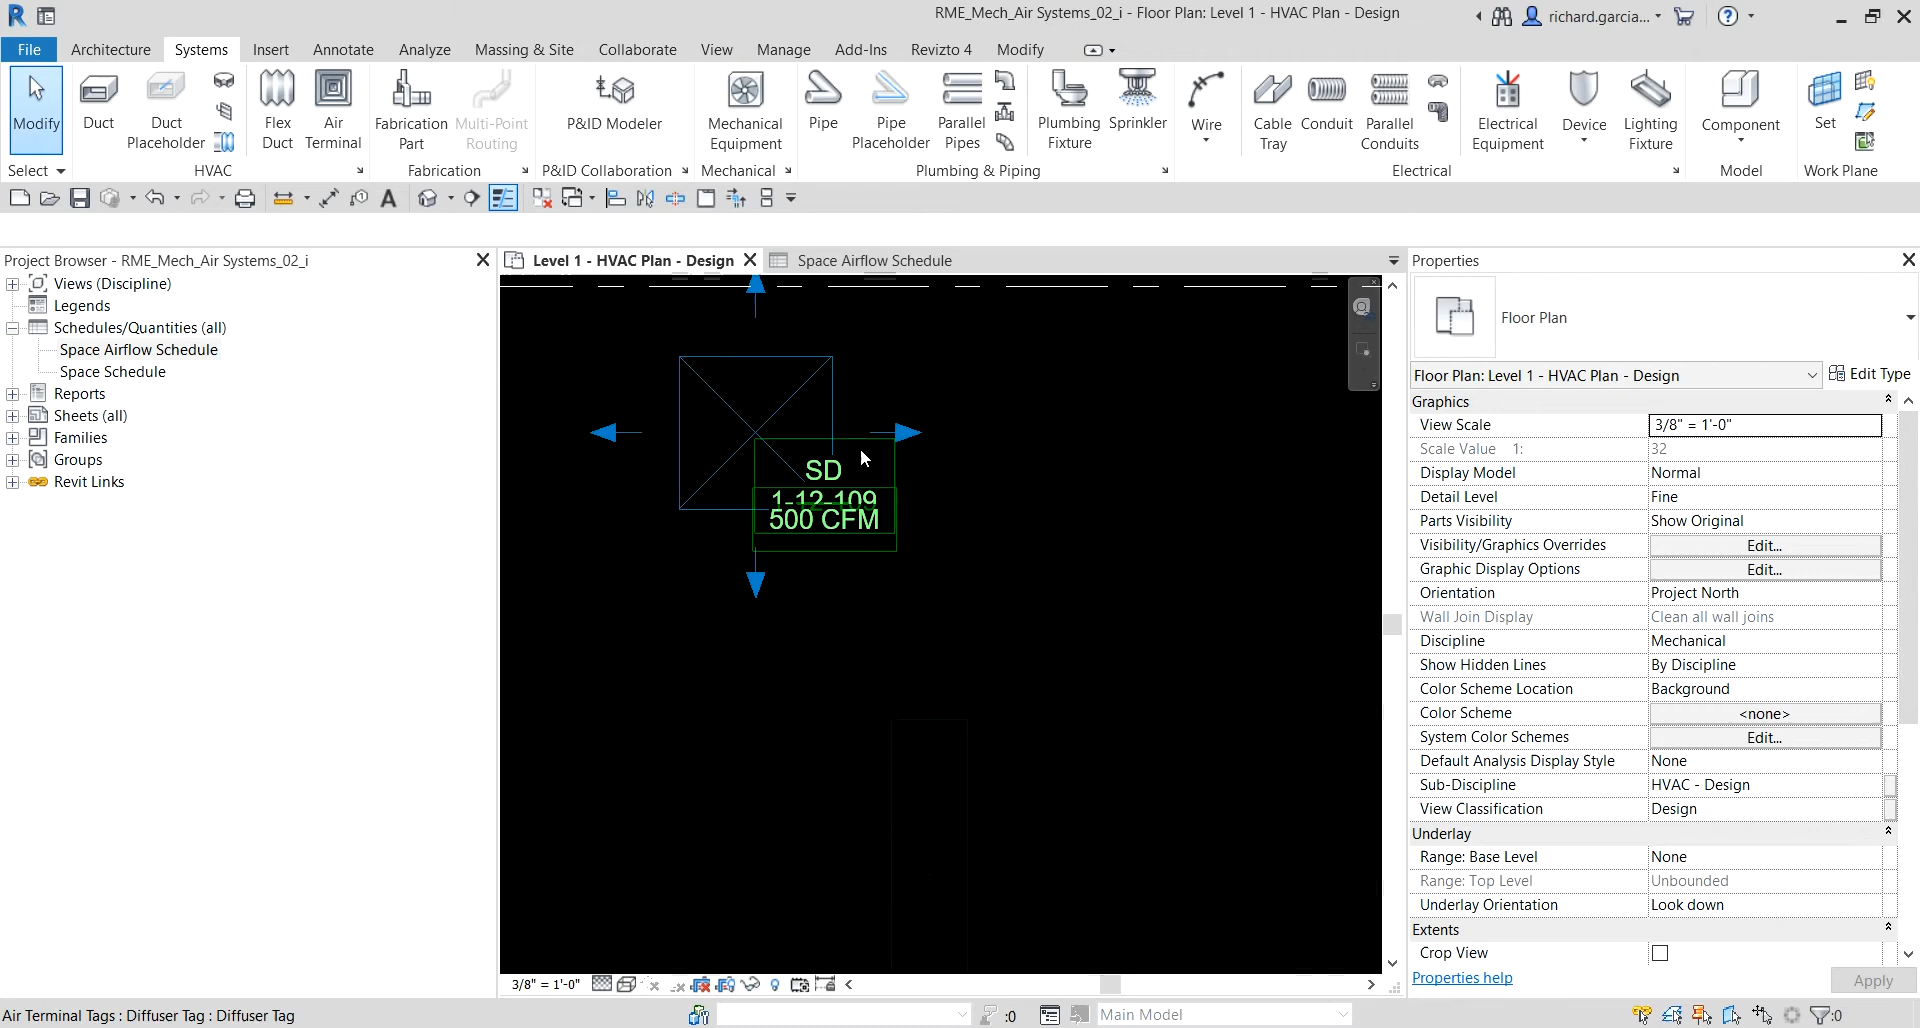 RME_Mech_Air Systems_02_i - Floor Plan: Level 1 - HVAC Plan - Design
richard.garcia...
File Architecture Systems Insert Annotate Analyze Massing & Site Collaborate View Manage Add-Ins Revizto 4 Modify
Modify
Duct
Duct Placeholder
Flex Duct
Air Terminal
Fabrication Part
Multi-Point Routing
P&ID Modeler
Mechanical Equipment
Pipe
Pipe Placeholder
Parallel Pipes
Plumbing Fixture
Sprinkler
Wire
Cable Tray
Conduit
Parallel Conduits
Electrical Equipment
Device
Lighting Fixture
Component
Set
Select HVAC Fabrication P&ID Collaboration Mechanical Plumbing & Piping Electrical Model Work Plane
Project Browser - RME_Mech_Air Systems_02_i
Views (Discipline)
Legends
Schedules/Quantities (all)
Space Airflow Schedule
Space Schedule
Reports
Sheets (all)
Families
Groups
Revit Links
Level 1 - HVAC Plan - Design
Space Airflow Schedule
SD
1-12-109
500 CFM
Properties
Floor Plan
Floor Plan: Level 1 - HVAC Plan - Design
Edit Type
Graphics
View Scale 3/8" = 1'-0"
Scale Value 1: 32
Display Model Normal
Detail Level Fine
Parts Visibility Show Original
Visibility/Graphics Overrides Edit...
Graphic Display Options Edit...
Orientation Project North
Wall Join Display Clean all wall joins
Discipline Mechanical
Show Hidden Lines By Discipline
Color Scheme Location Background
Color Scheme <none>
System Color Schemes Edit...
Default Analysis Display Style None
Sub-Discipline HVAC - Design
View Classification Design
Underlay
Range: Base Level None
Range: Top Level Unbounded
Underlay Orientation Look down
Extents
Crop View
Properties help
Apply
3/8" = 1'-0"
Air Terminal Tags : Diffuser Tag : Diffuser Tag
:0
Main Model
:0